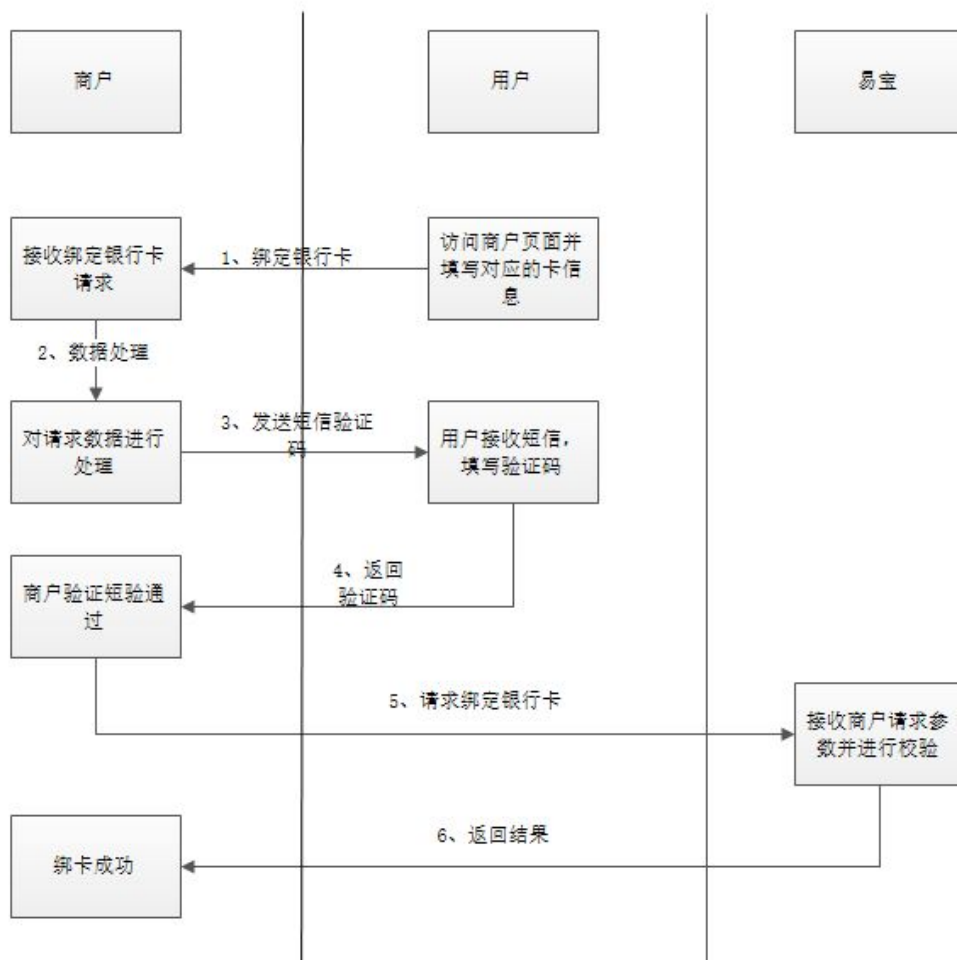 商户
用户
易宝
接收绑定银行卡
请求
1、绑定银行卡
访问商户页面并
填写对应的卡信
息
2、数据处理
对请求数据进行
处理
3、发送短信验证
码
用户接收短信，
填写验证码
商户验证短验通
过
4、返回
验证码
5、请求绑定银行卡
接收商户请求参
数并进行校验
6、返回结果
绑卡成功